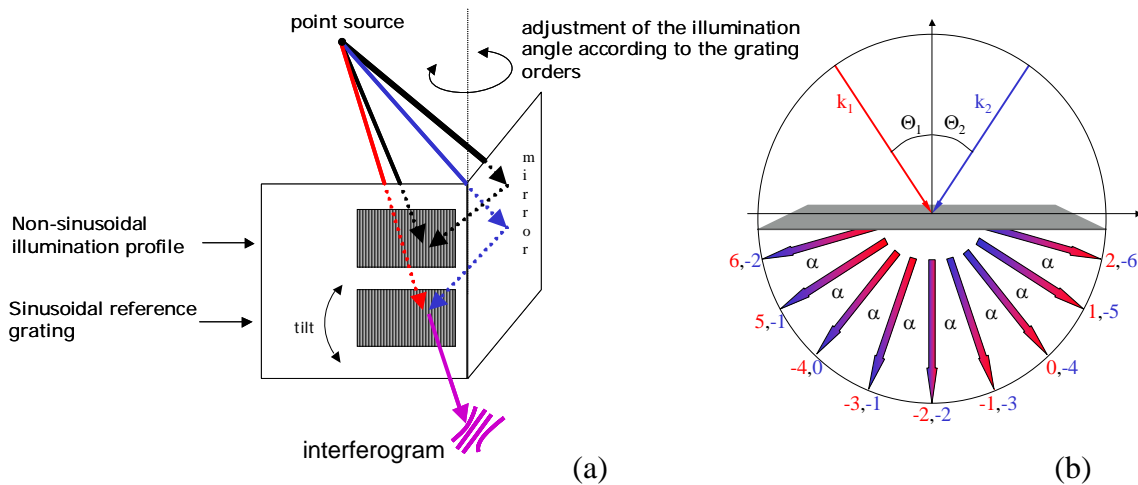 point source
adjustment of the illumination
angle according to the grating
orders
mirror
Non-sinusoidal
illumination profile
Sinusoidal reference
grating
tilt
interferogram
(a)
k1
k2
Θ1
Θ2
6,-2
α
α
2,-6
5,-1
α
α
1,-5
-4,0
α
α
α
α
0,-4
-3,-1
-2,-2
-1,-3
(b)